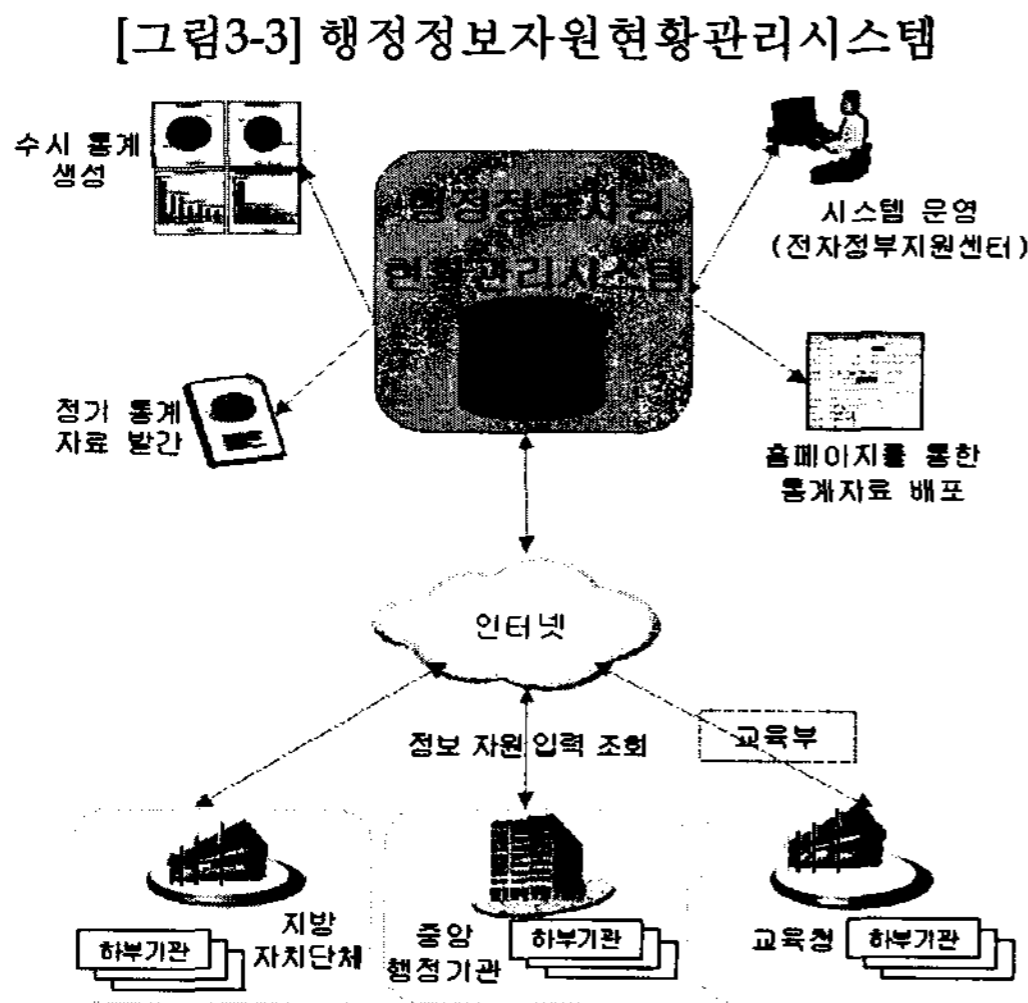 [그림3-3] 행정정보자원현황관리시스템
수시 통계
생성
행정정보자원
현황관리시스템
시스템 운영
(전자정부지원센터)
정기 통계
자료 발간
홈페이지를 통한
통계자료 배포
인터넷
정보 자원 입력 조회
교육부
지방
자치단체
하부기관
중앙
행정기관
하부기관
교육청
하부기관